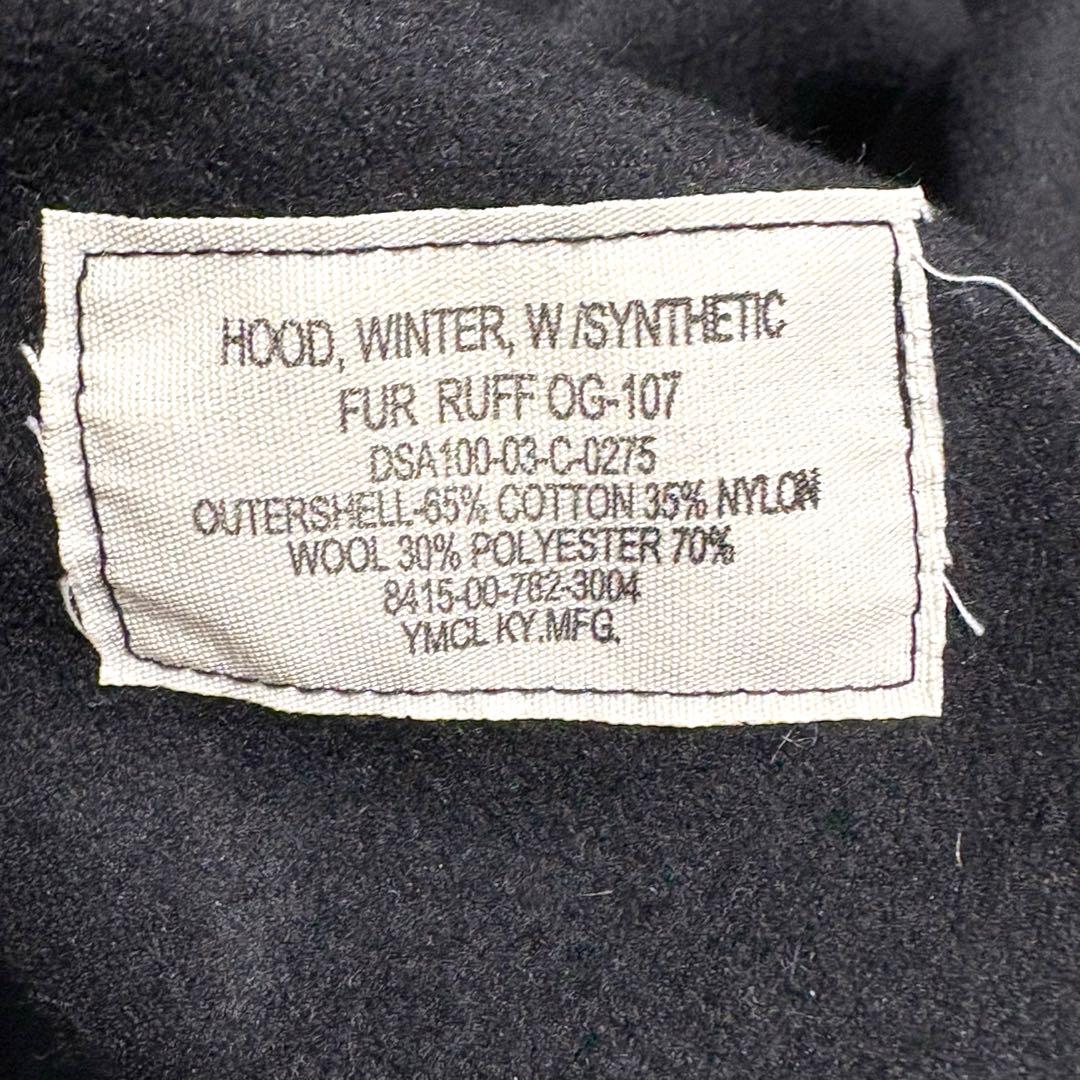 HOOD, WINTER, W/SYNTHETIC
FUR RUFF OG-107
DSA100-03-C-0275
OUTERSHELL-65% COTTON 35% NYLON
WOOL 30% POLYESTER 70%
8415-00-782-3004
YMCL KY.MFG.